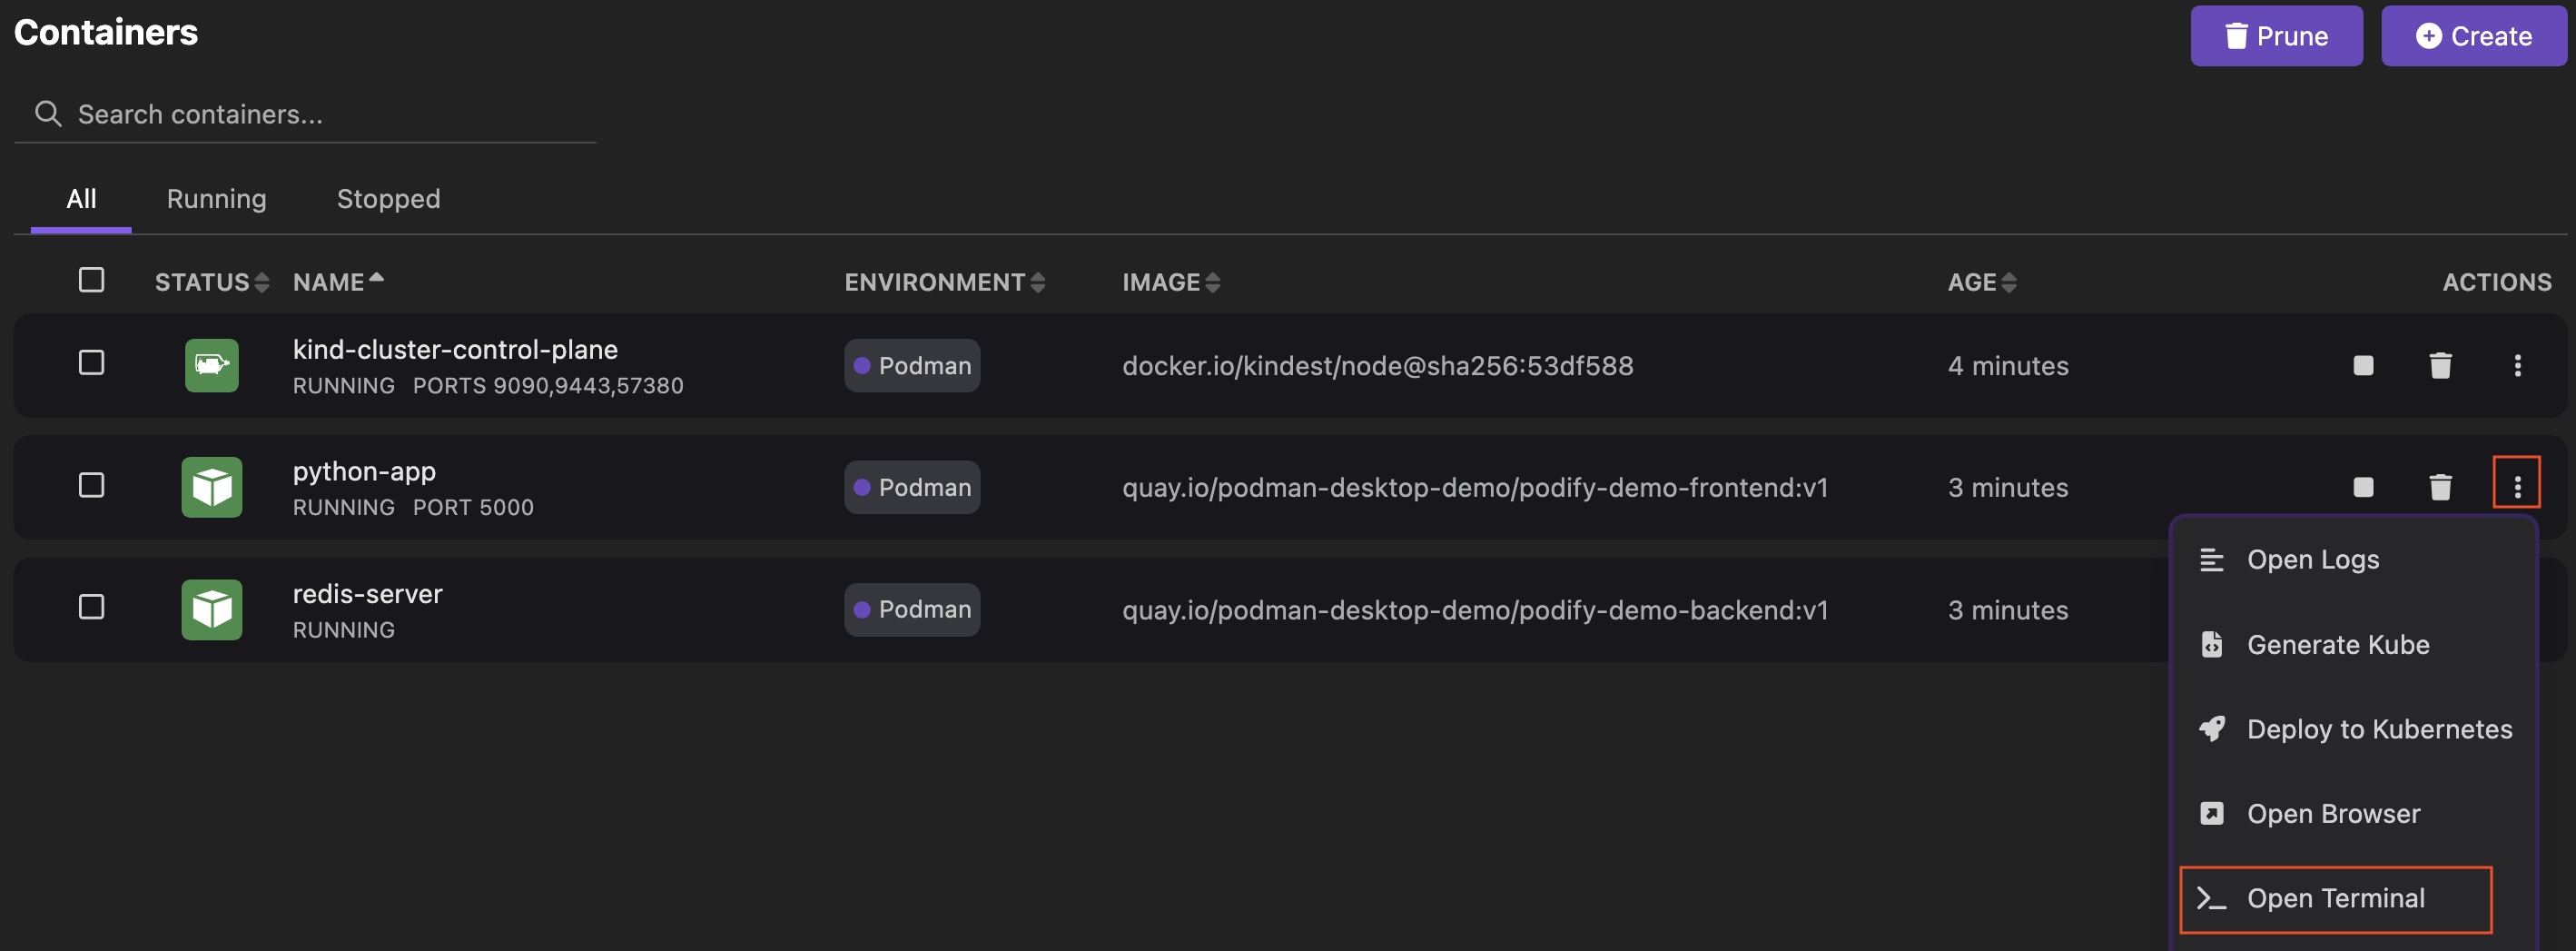 Containers
Prune
Create
Search containers...
All Running Stopped
STATUS NAME ENVIRONMENT IMAGE AGE ACTIONS
kind-cluster-control-plane
RUNNING PORTS 9090,9443,57380
Podman
docker.io/kindest/node@sha256:53df588
4 minutes
python-app
RUNNING PORT 5000
Podman
quay.io/podman-desktop-demo/podify-demo-frontend:v1
3 minutes
redis-server
RUNNING
Podman
quay.io/podman-desktop-demo/podify-demo-backend:v1
3 minutes
Open Logs
Generate Kube
Deploy to Kubernetes
Open Browser
Open Terminal